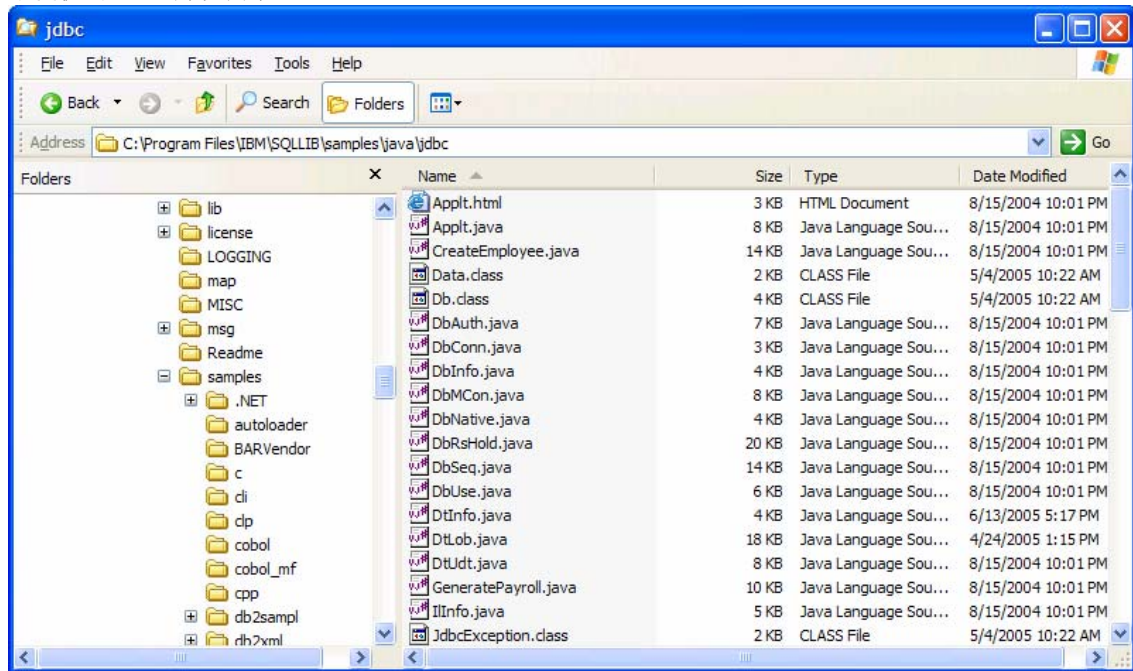 jdbc
File Edit View Favorites Tools Help
Back Search Folders
Address C:\Program Files\IBM\SQLLIB\samples\java\jdbc Go
Folders
lib
license
LOGGING
map
MISC
msg
Readme
samples
.NET
autoloader
BARVendor
c
cli
clp
cobol
cobol_mf
cpp
db2sampl
db2xml
Name Size Type Date Modified
Applt.html 3 KB HTML Document 8/15/2004 10:01 PM
Applt.java 8 KB Java Language Sou... 8/15/2004 10:01 PM
CreateEmployee.java 14 KB Java Language Sou... 8/15/2004 10:01 PM
Data.class 2 KB CLASS File 5/4/2005 10:22 AM
Db.class 4 KB CLASS File 5/4/2005 10:22 AM
DbAuth.java 7 KB Java Language Sou... 8/15/2004 10:01 PM
DbConn.java 3 KB Java Language Sou... 8/15/2004 10:01 PM
DbInfo.java 4 KB Java Language Sou... 8/15/2004 10:01 PM
DbMCon.java 8 KB Java Language Sou... 8/15/2004 10:01 PM
DbNative.java 4 KB Java Language Sou... 8/15/2004 10:01 PM
DbRsHold.java 20 KB Java Language Sou... 8/15/2004 10:01 PM
DbSeq.java 14 KB Java Language Sou... 8/15/2004 10:01 PM
DbUse.java 6 KB Java Language Sou... 8/15/2004 10:01 PM
DtInfo.java 4 KB Java Language Sou... 6/13/2005 5:17 PM
DtLob.java 18 KB Java Language Sou... 4/24/2005 1:15 PM
DtUdt.java 8 KB Java Language Sou... 8/15/2004 10:01 PM
GeneratePayroll.java 10 KB Java Language Sou... 8/15/2004 10:01 PM
IlInfo.java 5 KB Java Language Sou... 8/15/2004 10:01 PM
JdbcException.class 2 KB CLASS File 5/4/2005 10:22 AM